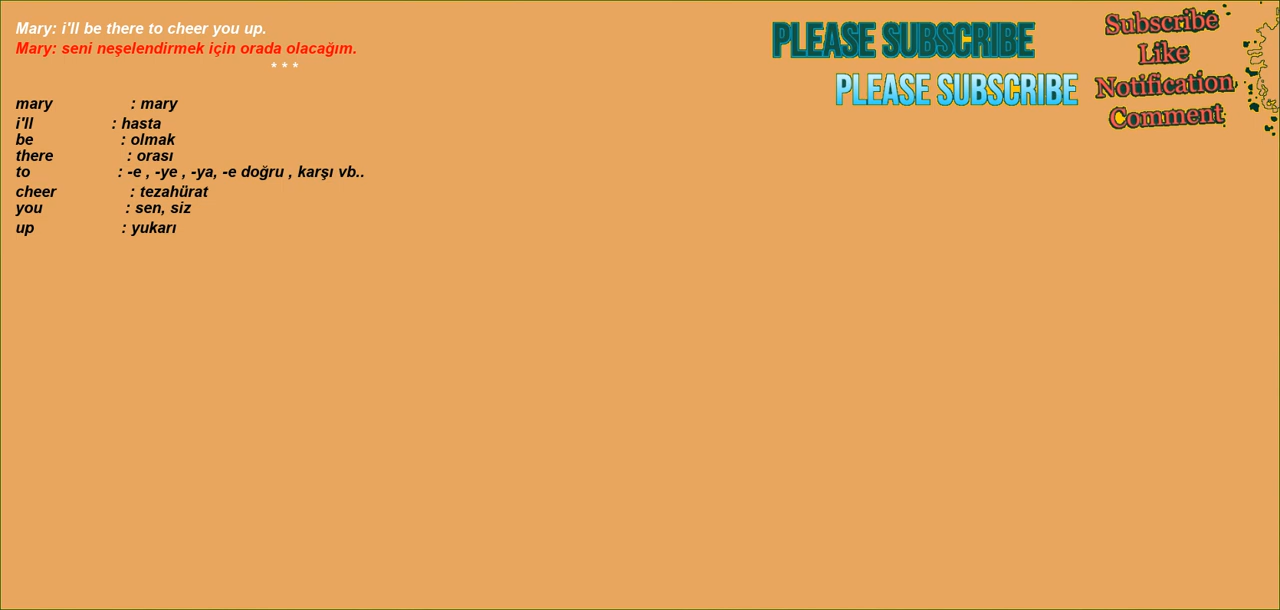 Mary: i'll be there to cheer you up.
Mary: seni neşelendirmek için orada olacağım.
* * *
mary : mary
i'll : hasta
be : olmak
there : orası
to : -e , -ye , -ya, -e doğru , karşı vb..
cheer : tezahürat
you : sen, siz
up : yukarı
PLEASE SUBSCRIBE
PLEASE SUBSCRIBE
Subscribe
Like
Notification
Comment